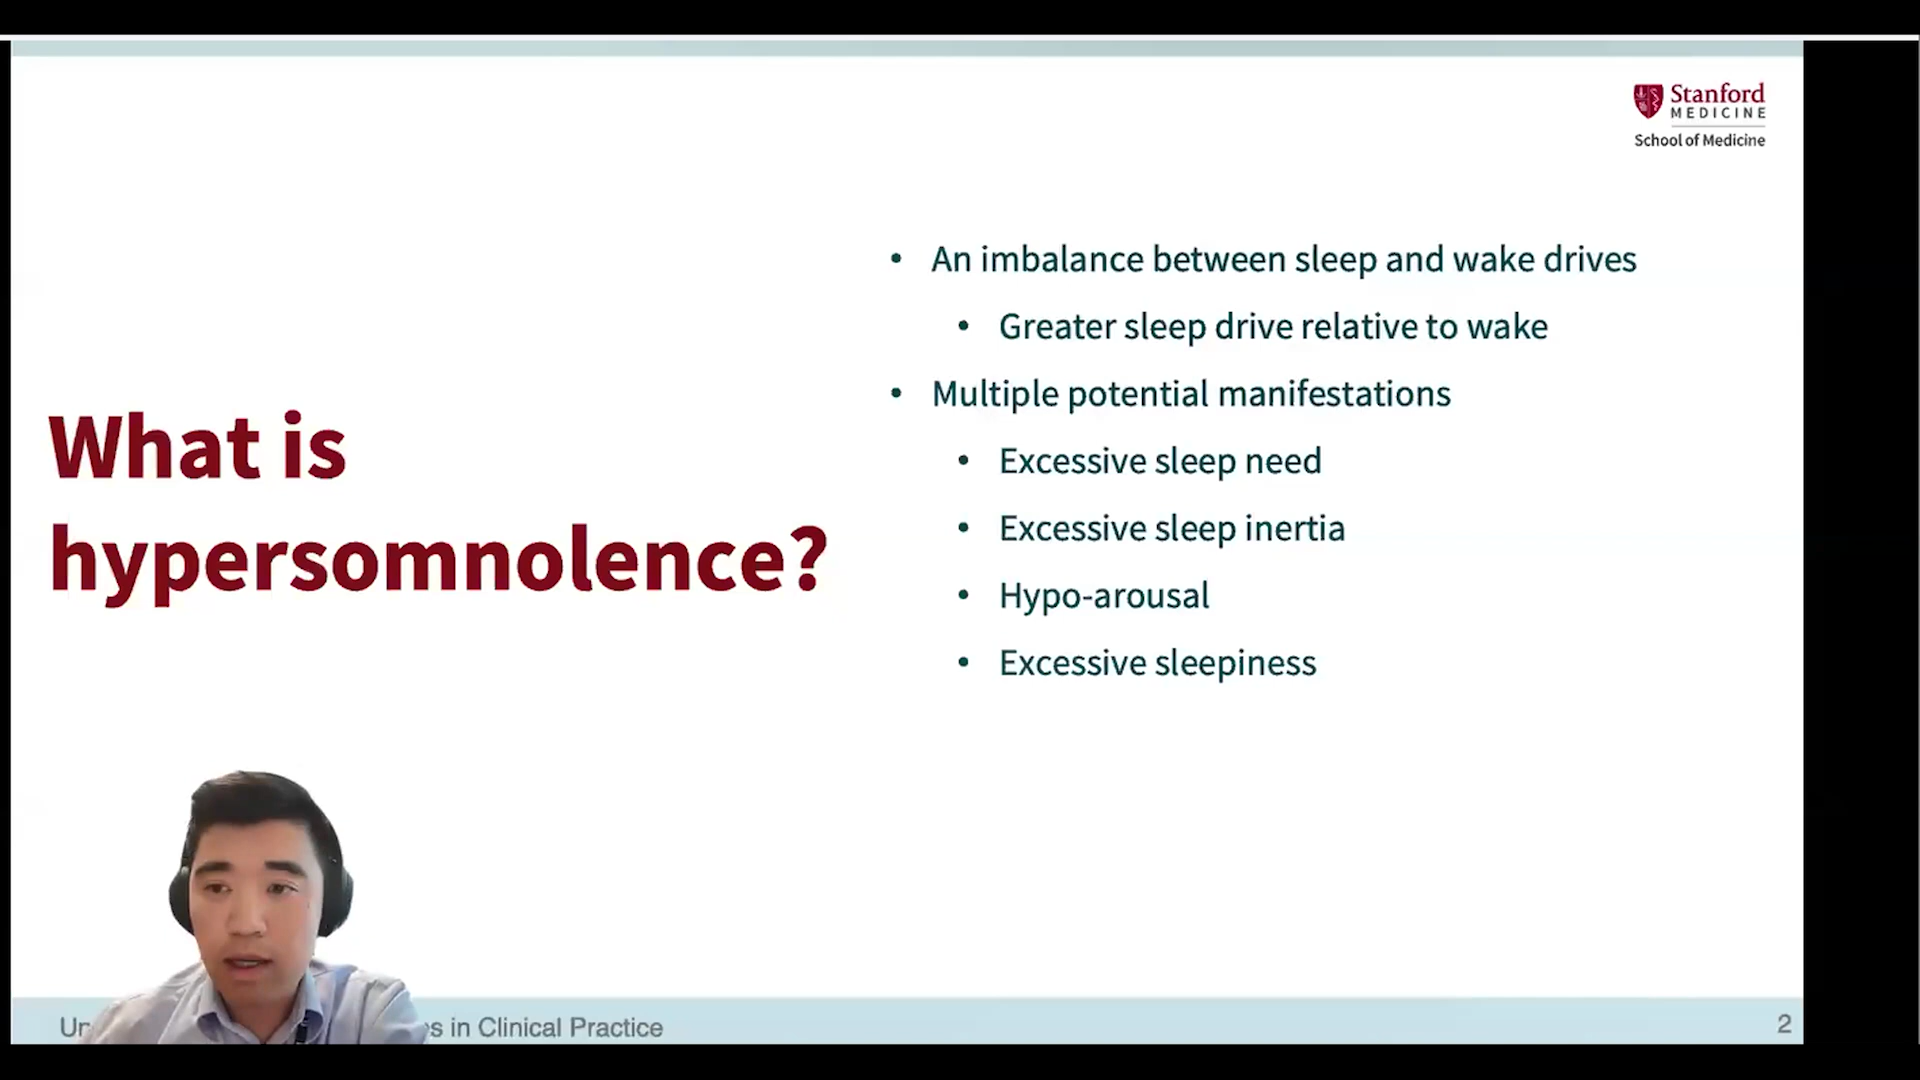 Stanford
MEDICINE
School of Medicine
What is
hypersomnolence?
• An imbalance between sleep and wake drives
• Greater sleep drive relative to wake
• Multiple potential manifestations
• Excessive sleep need
• Excessive sleep inertia
• Hypo-arousal
• Excessive sleepiness
in Clinical Practice
2